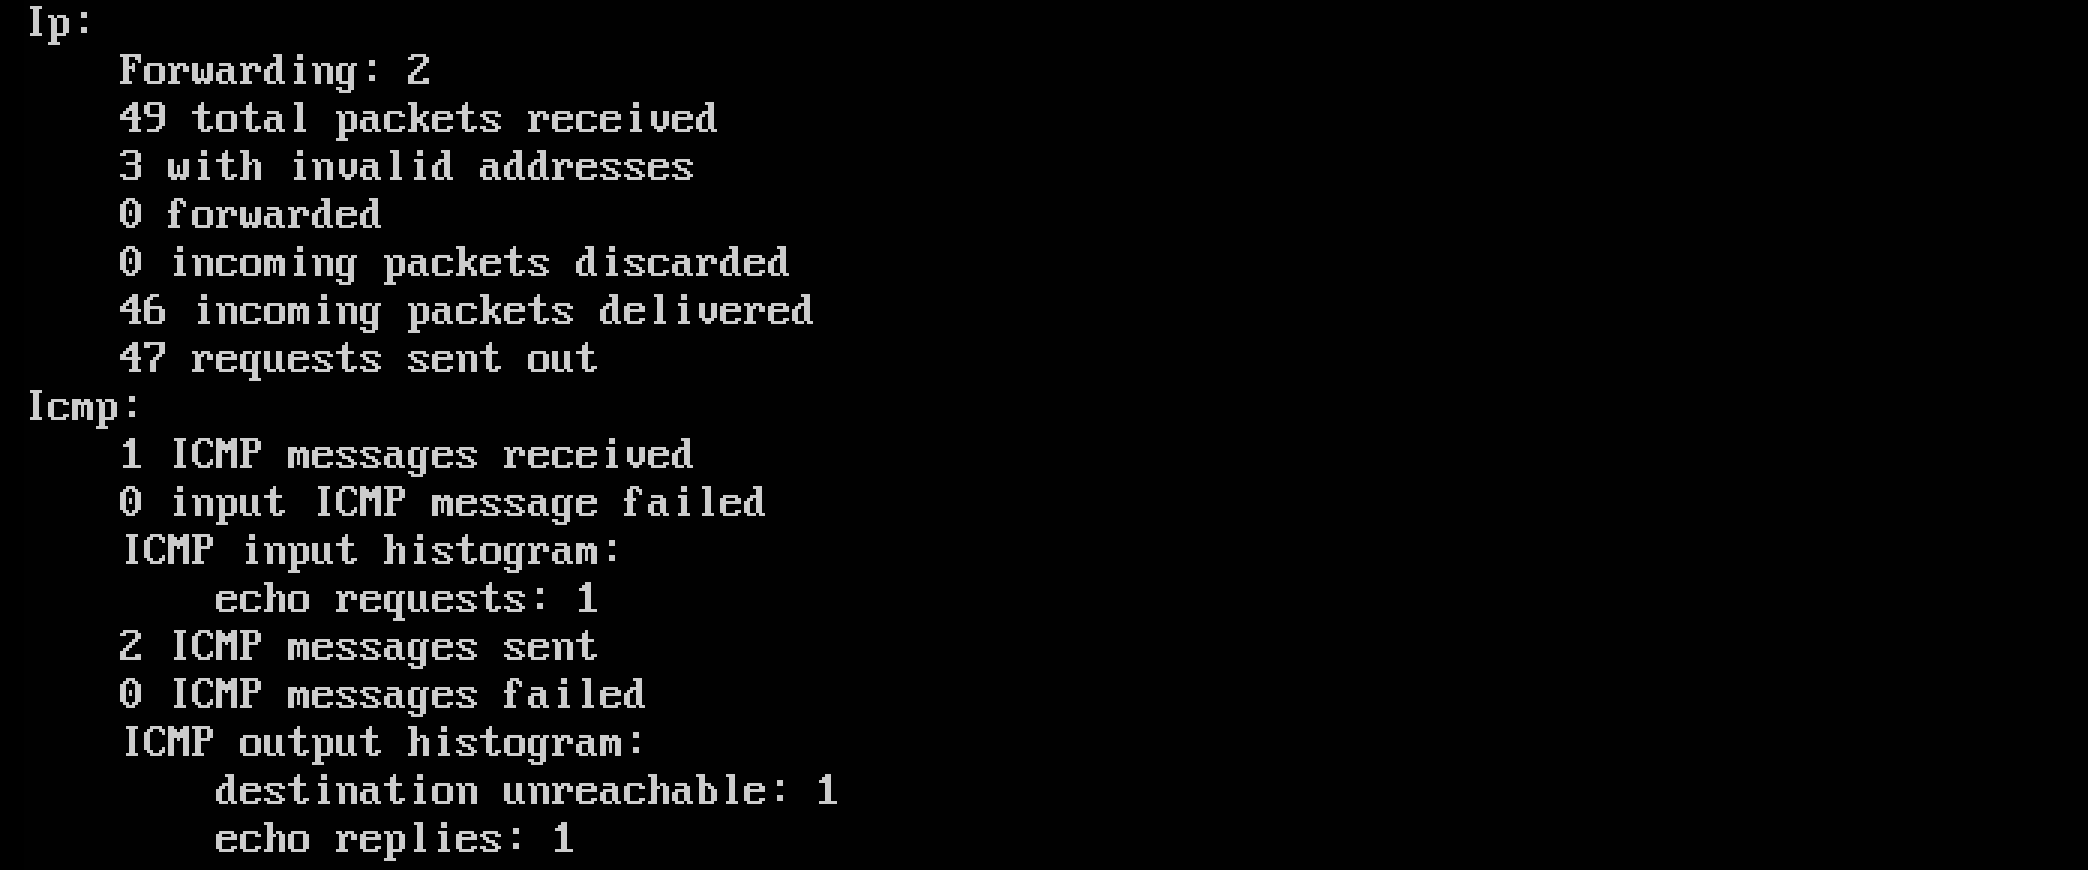 Ip:
    Forwarding: 2
    49 total packets received
    3 with invalid addresses
    0 forwarded
    0 incoming packets discarded
    46 incoming packets delivered
    47 requests sent out
Icmp:
    1 ICMP messages received
    0 input ICMP message failed
    ICMP input histogram:
        echo requests: 1
    2 ICMP messages sent
    0 ICMP messages failed
    ICMP output histogram:
        destination unreachable: 1
        echo replies: 1